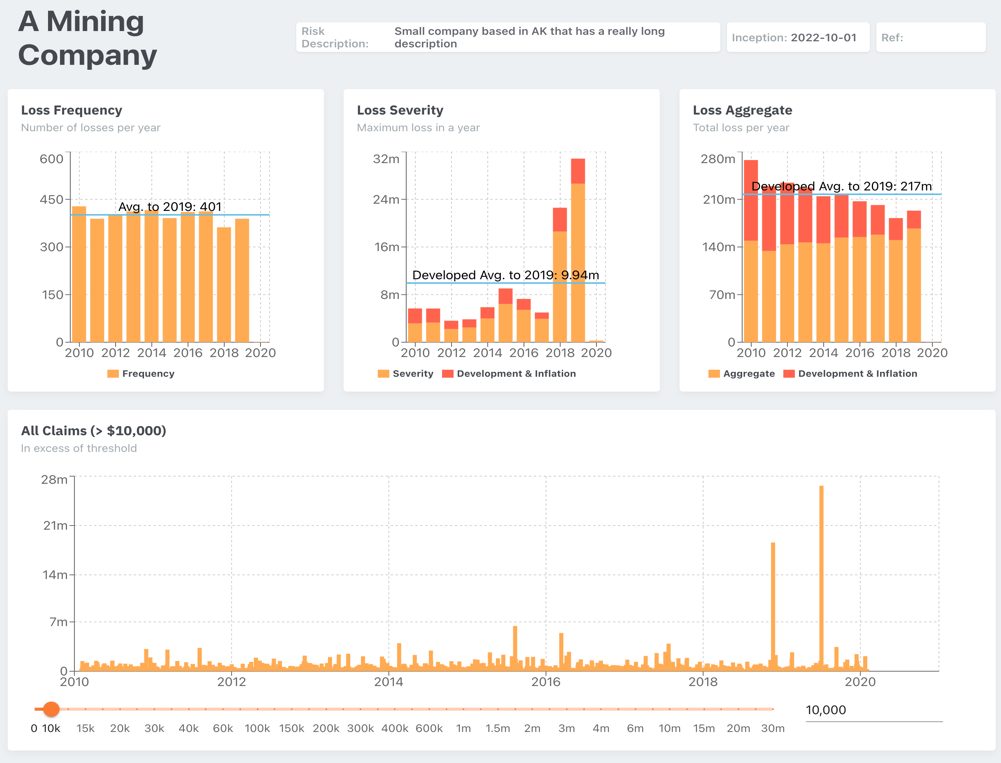 A Mining
Company
Risk
Description:
Small company based in AK that has a really long
description
Inception: 2022-10-01
Ref:
Loss Frequency
Number of losses per year
600
450
300
150
0
Avg. to 2019: 401
2010 2012 2014 2016 2018 2020
Frequency
Loss Severity
Maximum loss in a year
32m
24m
16m
8m
0
Developed Avg. to 2019: 9.94m
2010 2012 2014 2016 2018 2020
Severity Development & Inflation
Loss Aggregate
Total loss per year
280m
210m
140m
70m
0
Developed Avg. to 2019: 217m
2010 2012 2014 2016 2018 2020
Aggregate Development & Inflation
All Claims (> $10,000)
In excess of threshold
28m
21m
14m
7m
0
2010 2012 2014 2016 2018 2020
10,000
0 10k 15k 20k 30k 40k 60k 100k 150k 200k 300k 400k 600k 1m 1.5m 2m 3m 4m 6m 10m 15m 20m 30m